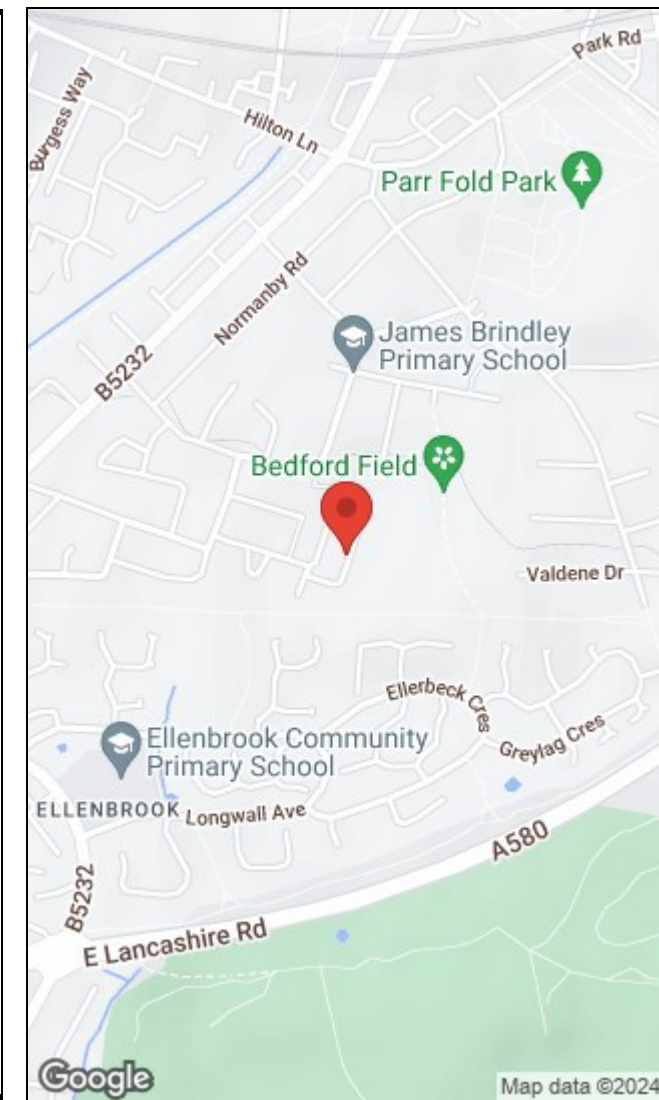 Park Rd
Burgess Way
Hilton Ln
Parr Fold Park
Normanby Rd
James Brindley
Primary School
B5232
Bedford Field
Valdene Dr
Ellerbeck Cres
Greylag Cres
Ellenbrook Community
Primary School
ELLENBROOK
Longwall Ave
A580
B5232
E Lancashire Rd
Google
Map data ©2024